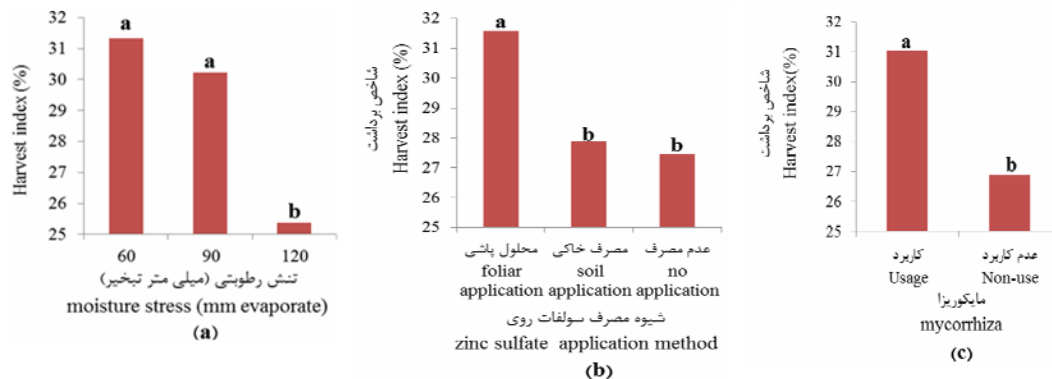 32
31
30
29
28
27
26
25
Harvest index (%)
a
a
b
60
90
120
تنش رطوبتی (میلی متر تبخیر)
moisture stress (mm evaporate)
(a)
32
31
30
29
28
27
26
25
شاخص برداشت
Harvest index (%)
a
b
b
محلول پاشی
foliar
application
مصرف خاکی
soil
application
عدم مصرف
no
application
شیوه مصرف سولفات روی
zinc sulfate application method
(b)
32
31
30
29
28
27
26
25
شاخص برداشت
Harvest index(%)
a
b
کاربرد
Usage
عدم کاربرد
Non-use
مایکوریزا
mycorrhiza
(c)